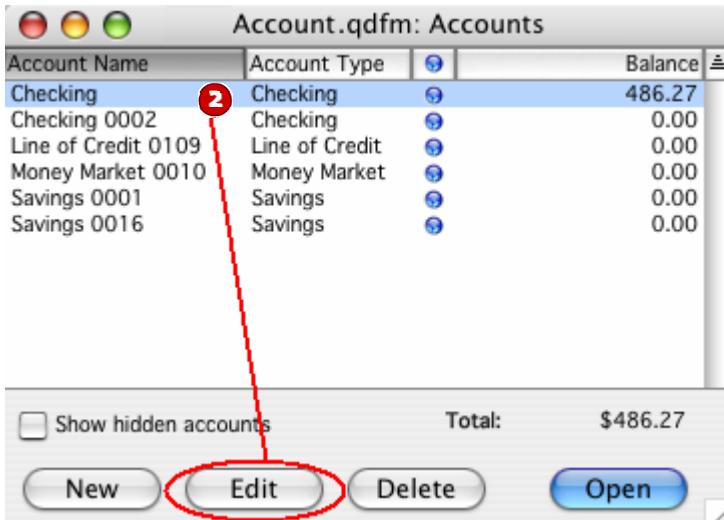 Account.qdfm: Accounts
Account Name Account Type Balance
Checking 2 Checking 486.27
Checking 0002 Checking 0.00
Line of Credit 0109 Line of Credit 0.00
Money Market 0010 Money Market 0.00
Savings 0001 Savings 0.00
Savings 0016 Savings 0.00
Show hidden accounts Total: $486.27
New Edit Delete Open